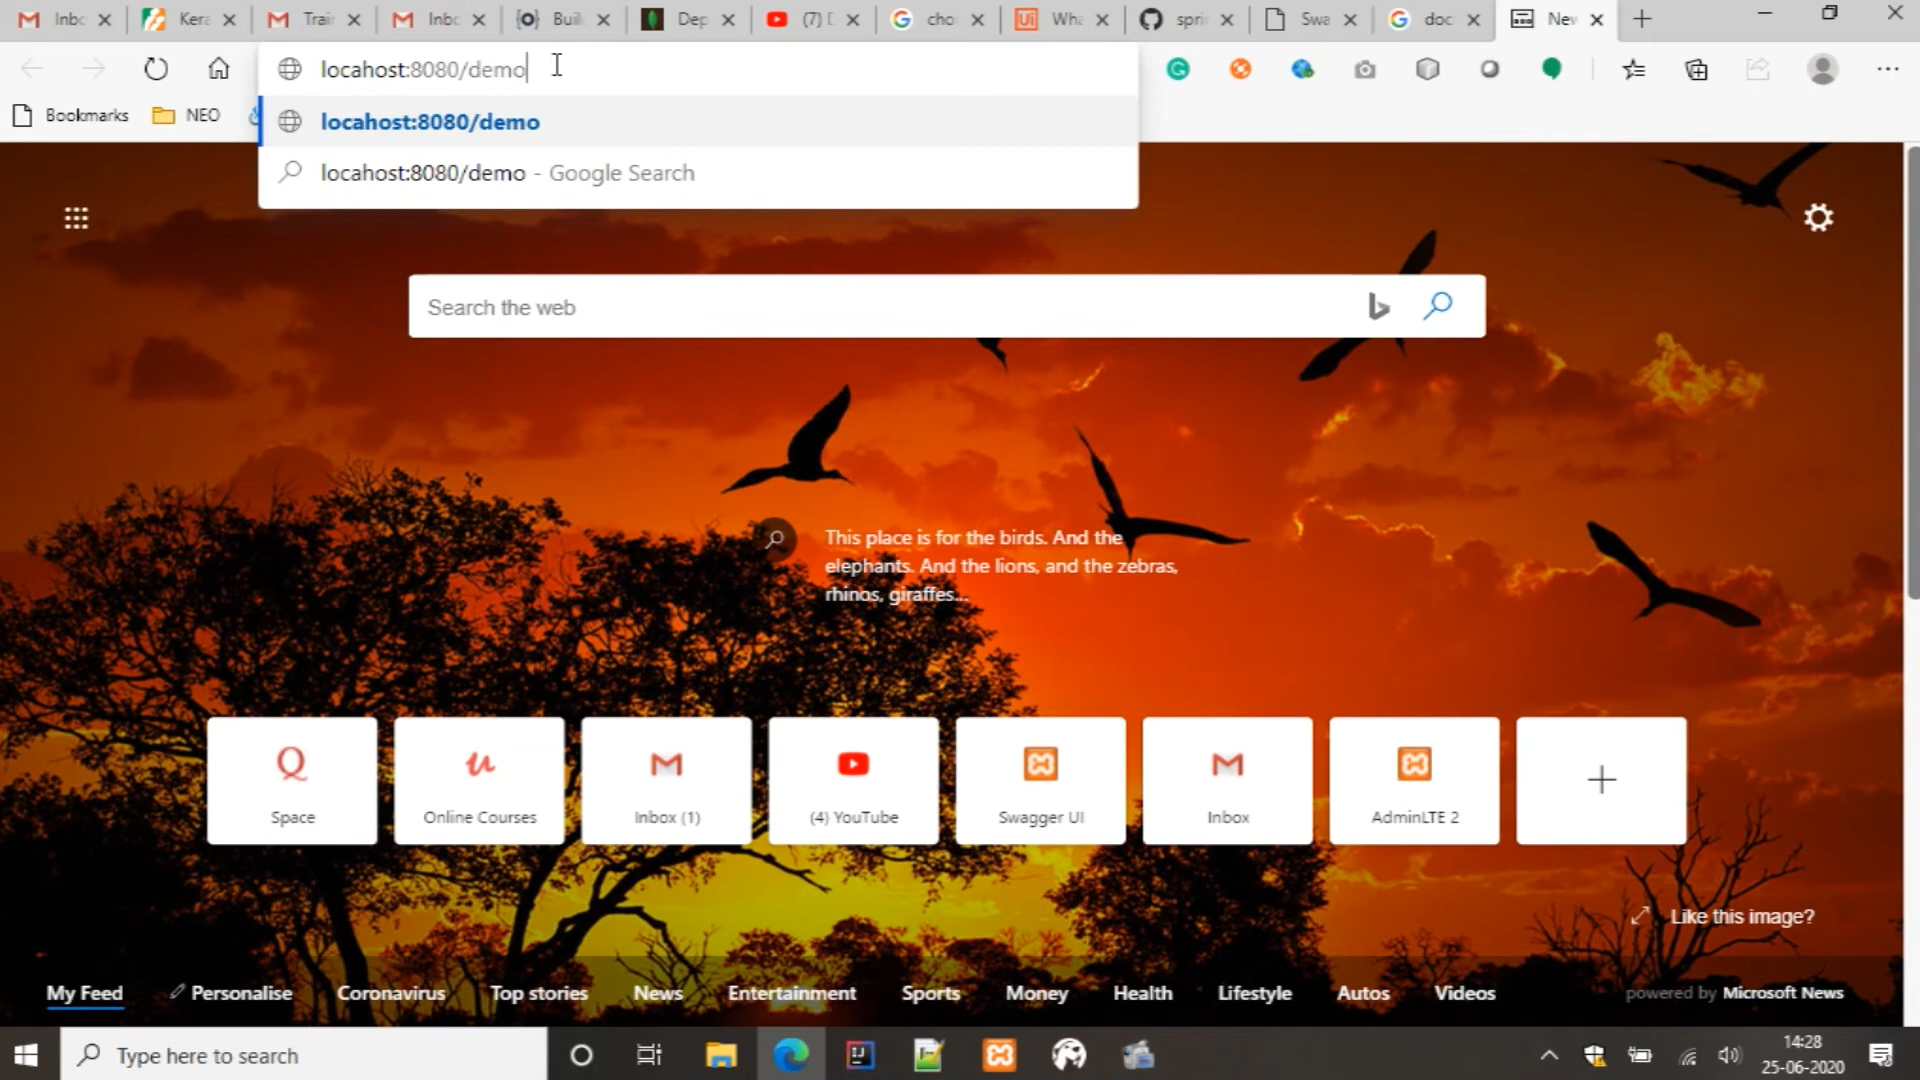 Inbo
Kera
Train
Inbo
Buil
Dep
(7) D
cho
Wha
spri
Swa
doc
New
locahost:8080/demo
Bookmarks
NEO
locahost:8080/demo
locahost:8080/demo - Google Search
Search the web
This place is for the birds. And the
elephants. And the lions, and the zebras,
rhinos, giraffes...
Space
Online Courses
Inbox (1)
(4) YouTube
Swagger UI
Inbox
AdminLTE 2
Like this image?
My Feed Personalise Coronavirus Top stories News Entertainment Sports Money Health Lifestyle Autos Videos powered by Microsoft News
Type here to search
14:28
25-06-2020